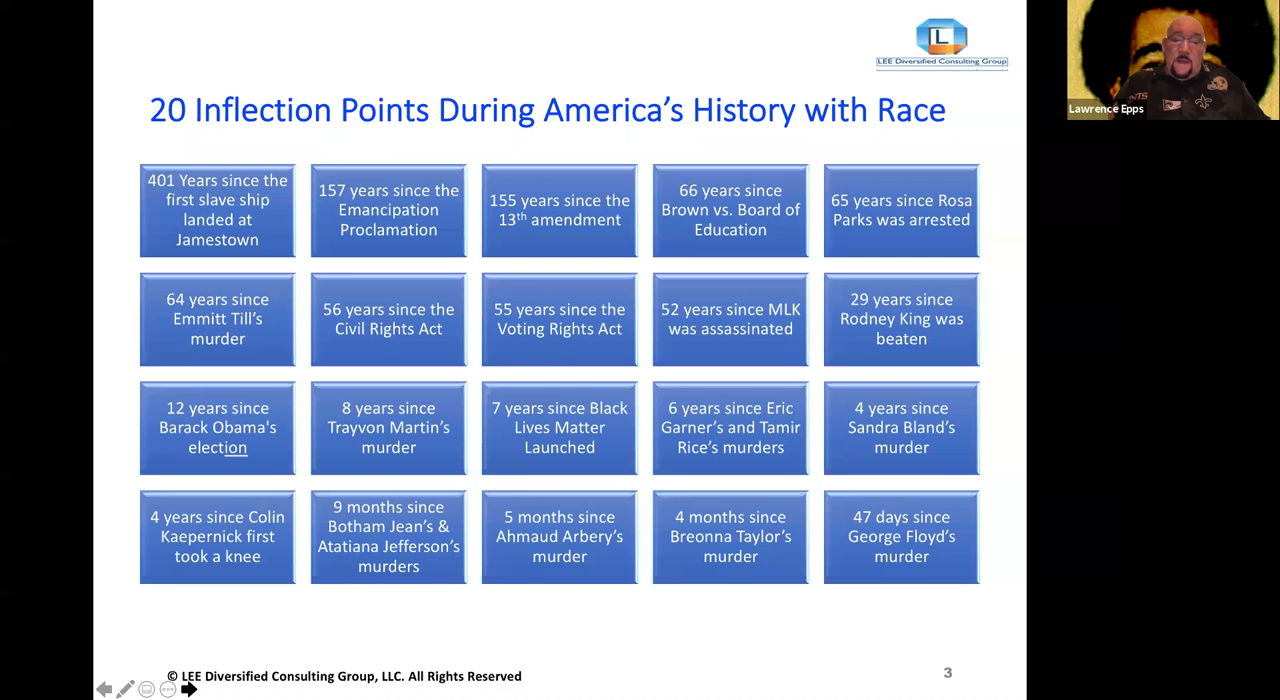 L
LEE Diversified Consulting Group
20 Inflection Points During America's History with Race
401 Years since the
first slave ship
landed at
Jamestown
157 years since the
Emancipation
Proclamation
155 years since the
13th amendment
66 years since
Brown vs. Board of
Education
65 years since Rosa
Parks was arrested
64 years since
Emmitt Till's
murder
56 years since the
Civil Rights Act
55 years since the
Voting Rights Act
52 years since MLK
was assassinated
29 years since
Rodney King was
beaten
12 years since
Barack Obama's
election
8 years since
Trayvon Martin's
murder
7 years since Black
Lives Matter
Launched
6 years since Eric
Garner's and Tamir
Rice's murders
4 years since
Sandra Bland's
murder
4 years since Colin
Kaepernick first
took a knee
9 months since
Botham Jean's &
Atatiana Jefferson's
murders
5 months since
Ahmaud Arbery's
murder
4 months since
Breonna Taylor's
murder
47 days since
George Floyd's
murder
© LEE Diversified Consulting Group, LLC. All Rights Reserved
3
Lawrence Epps